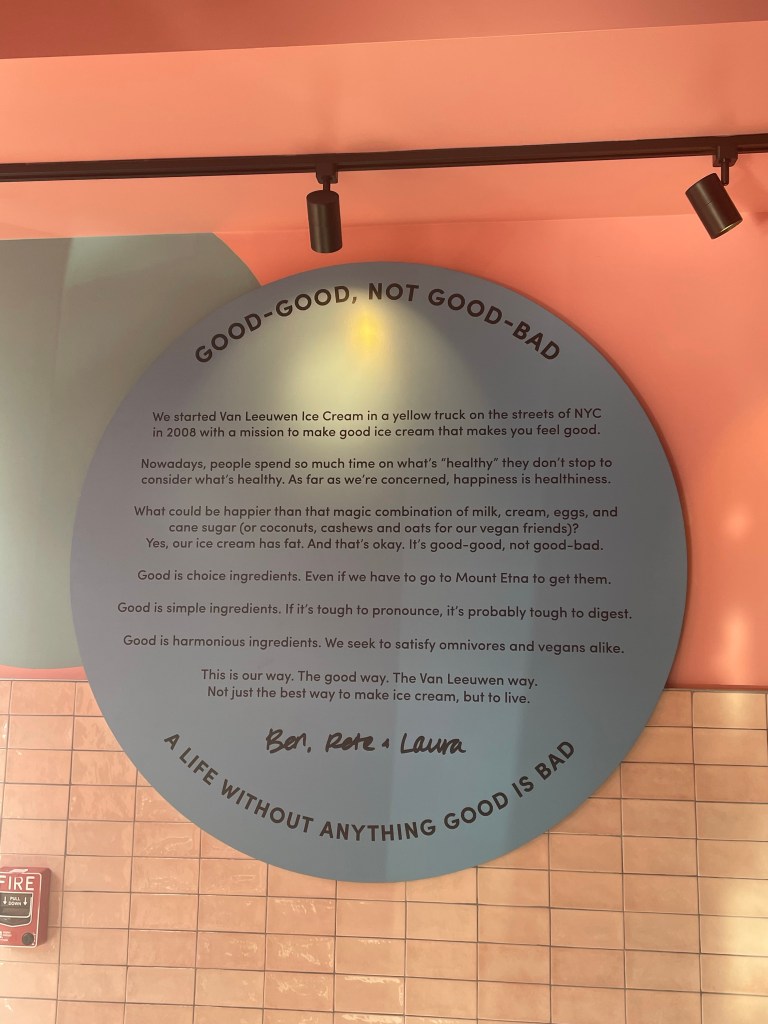 GOOD-GOOD, NOT GOOD-BAD
We started Van Leeuwen Ice Cream in a yellow truck on the streets of NYC
in 2008 with a mission to make good ice cream that makes you feel good.
Nowadays, people spend so much time on what's "healthy" they don't stop to
consider what's healthy. As far as we're concerned, happiness is healthiness.
What could be happier than that magic combination of milk, cream, eggs, and
cane sugar (or coconuts, cashews and oats for our vegan friends)?
Yes, our ice cream has fat. And that's okay. It's good-good, not good-bad.
Good is choice ingredients. Even if we have to go to Mount Etna to get them.
Good is simple ingredients. If it's tough to pronounce, it's probably tough to digest.
Good is harmonious ingredients. We seek to satisfy omnivores and vegans alike.
This is our way. The good way. The Van Leeuwen way.
Not just the best way to make ice cream, but to live.
Ben, Pete + Laura
A LIFE WITHOUT ANYTHING GOOD IS BAD
FIRE
PULL
DOWN